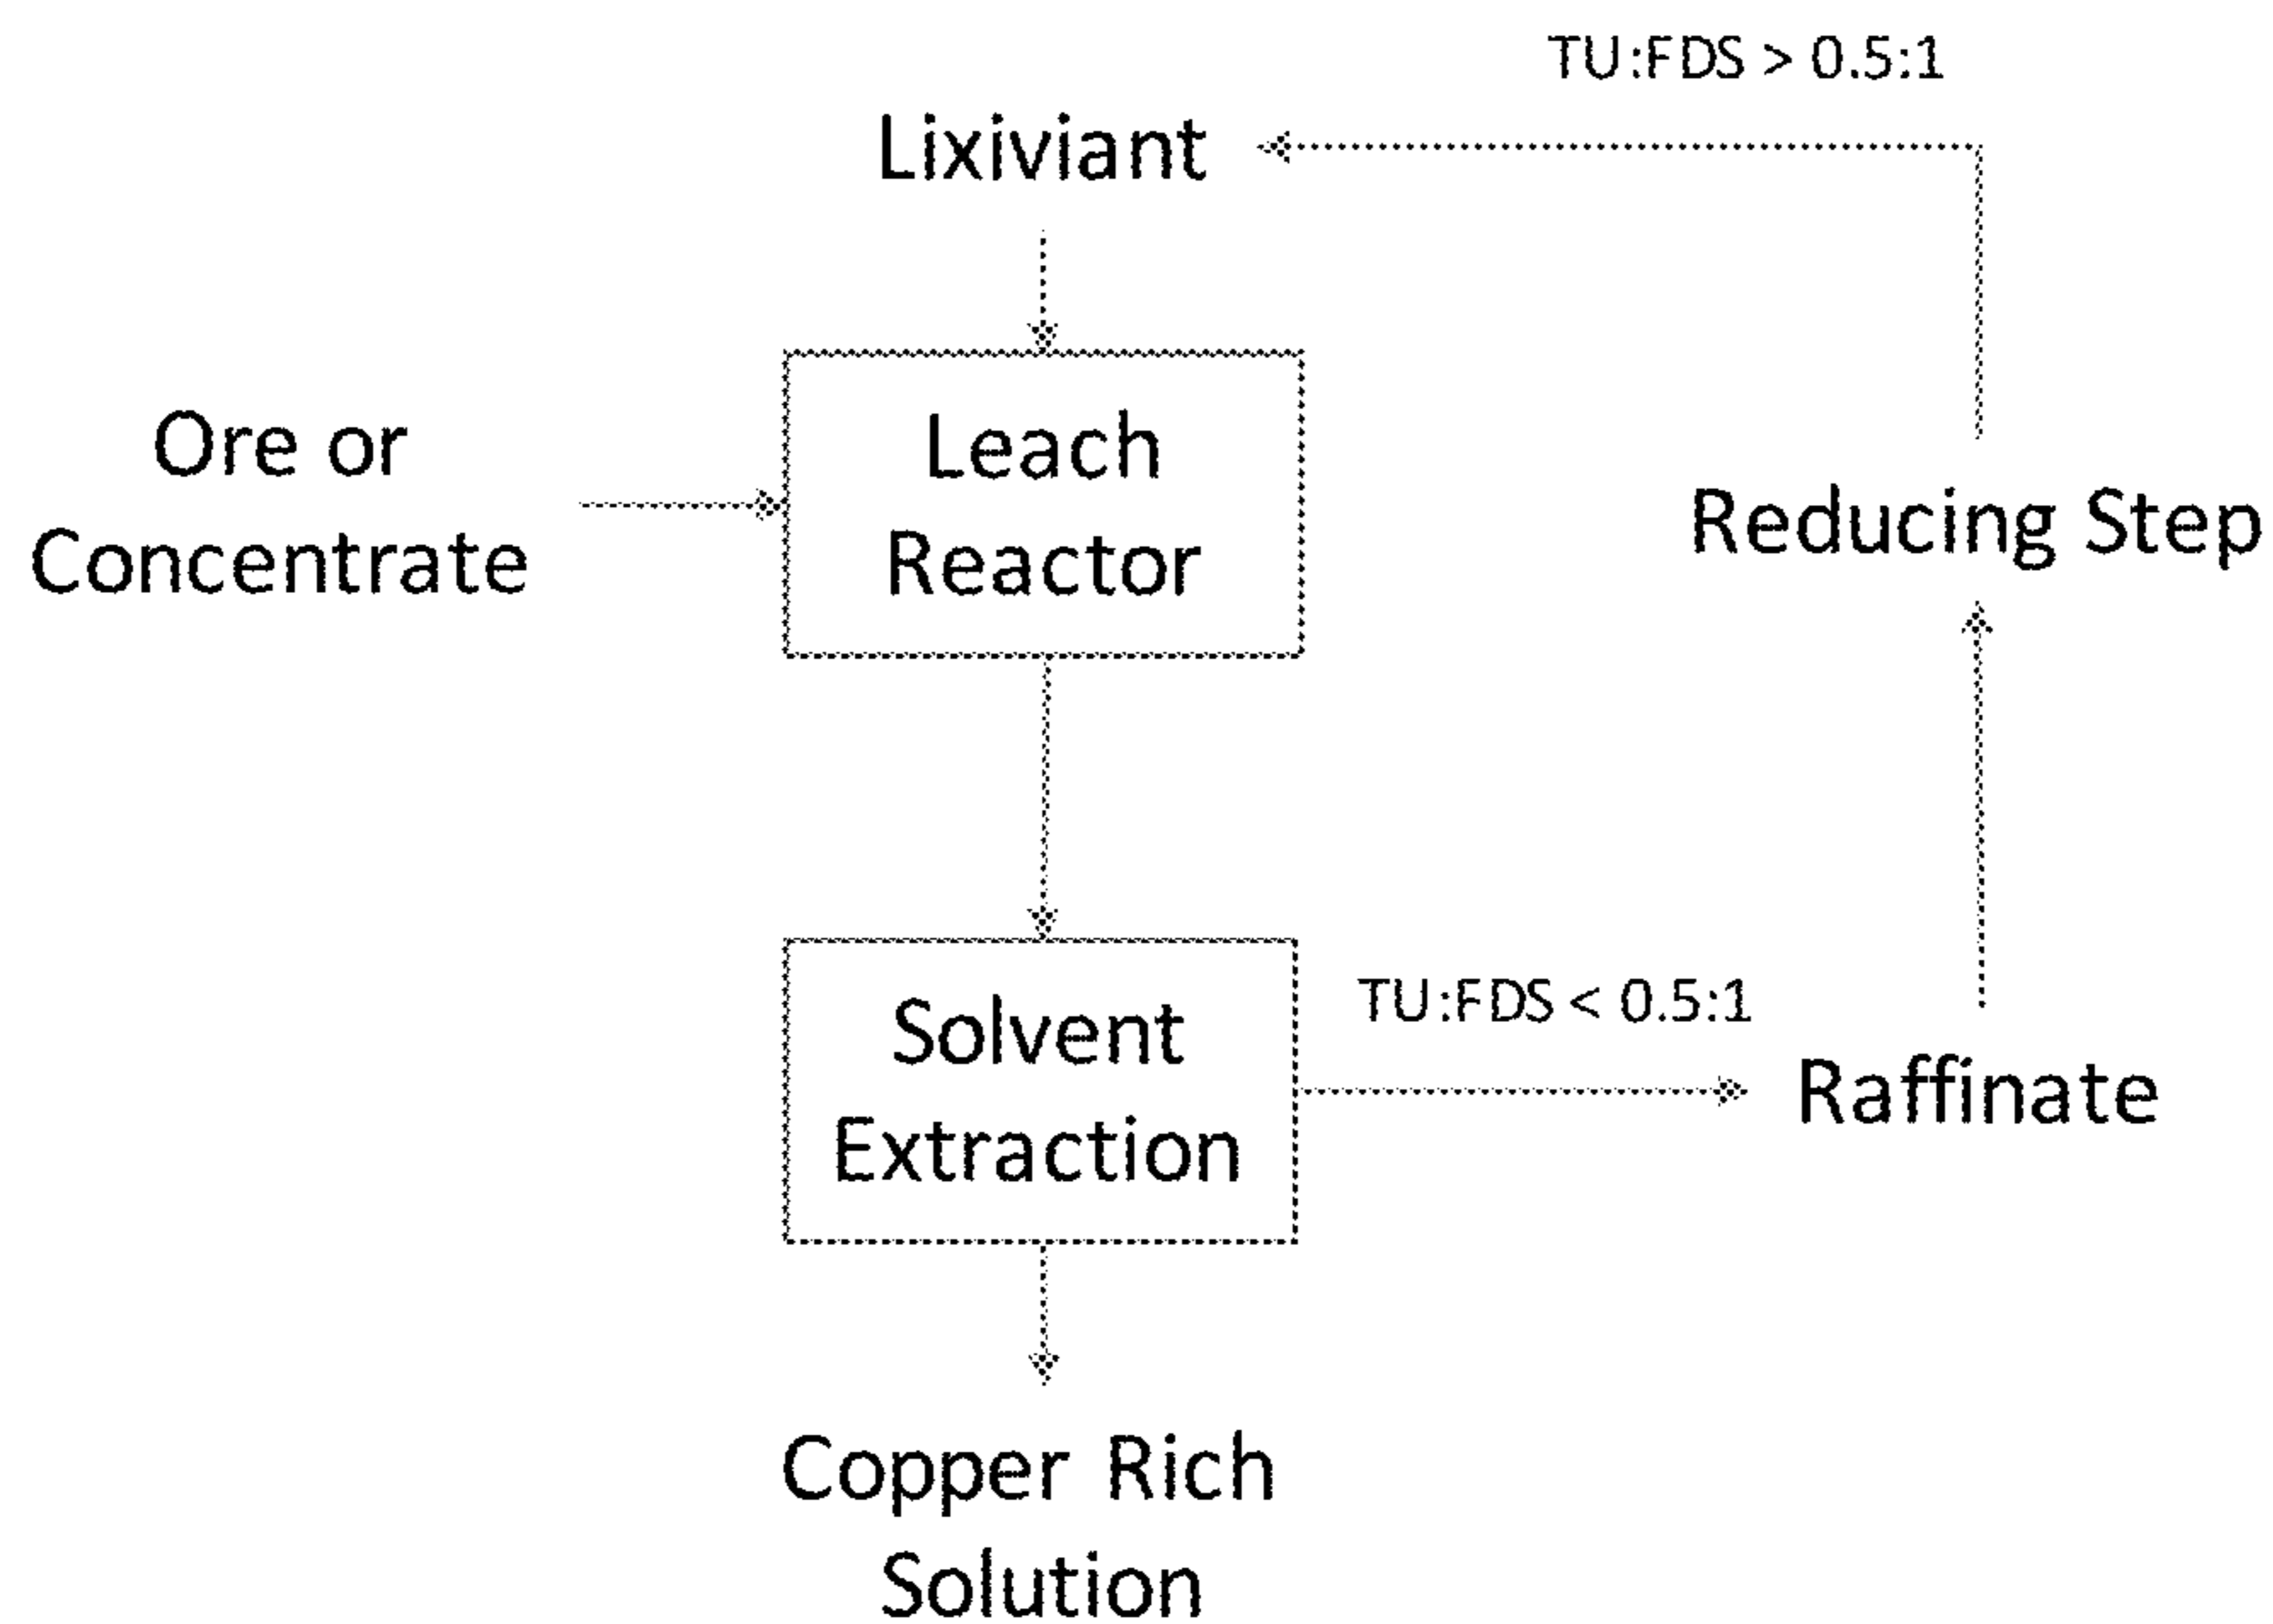 TU:FDS > 0.5:1
Lixiviant
Leach
Reactor
Ore or
Concentrate
Reducing Step
Solvent
Extraction
TU:FDS < 0.5:1
Raffinate
Copper Rich
Solution